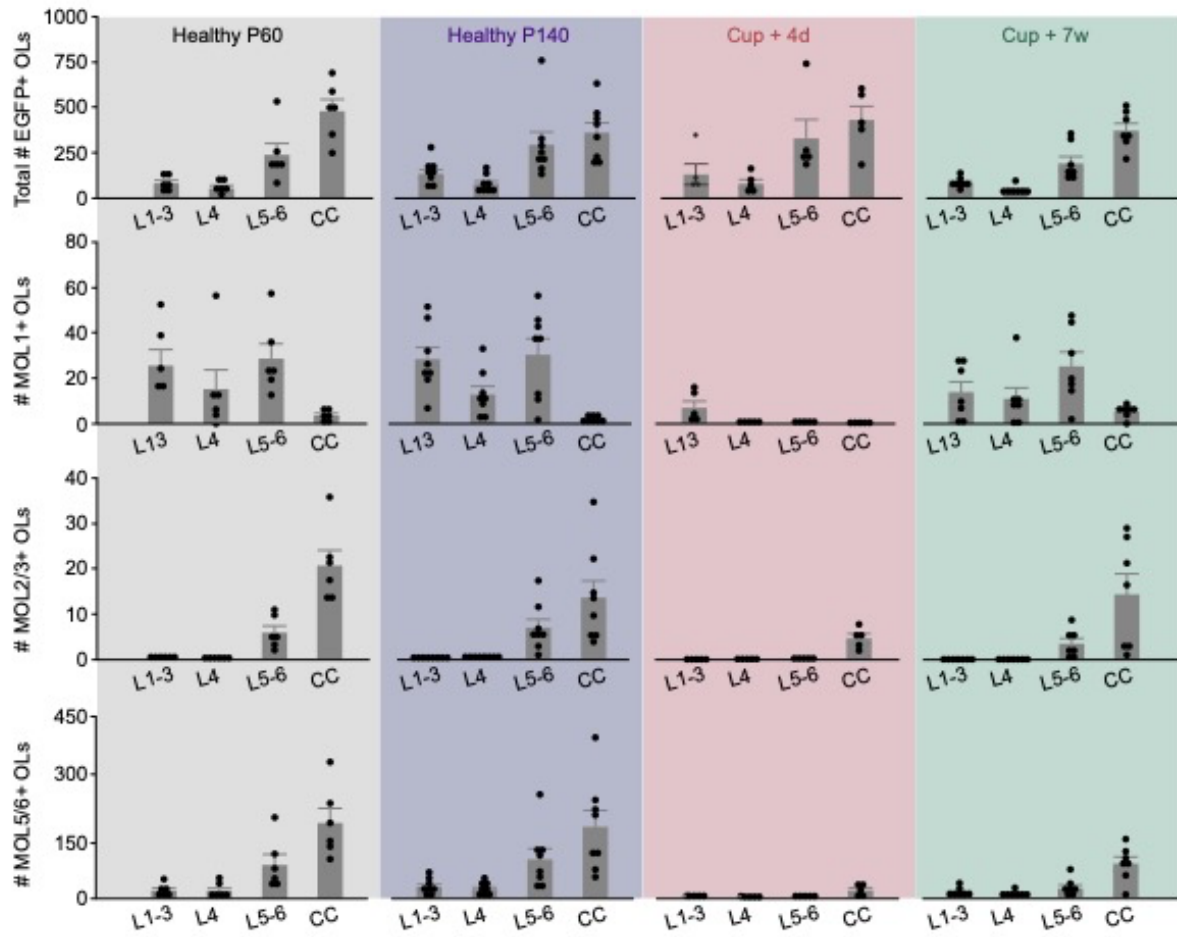 Healthy P60 Healthy P140 Cup + 4d Cup + 7w
Total # EGFP+ OLs
1000
750
500
250
0
L1-3 L4 L5-6 CC L1-3 L4 L5-6 CC L1-3 L4 L5-6 CC L1-3 L4 L5-6 CC
# MOL1+ OLs
80
60
40
20
0
L13 L4 L5-6 CC L13 L4 L5-6 CC L13 L4 L5-6 CC L13 L4 L5-6 CC
# MOL2/3+ OLs
40
30
20
10
0
L1-3 L4 L5-6 CC L1-3 L4 L5-6 CC L1-3 L4 L5-6 CC L1-3 L4 L5-6 CC
# MOL5/6+ OLs
450
300
150
0
L1-3 L4 L5-6 CC L1-3 L4 L5-6 CC L1-3 L4 L5-6 CC L1-3 L4 L5-6 CC